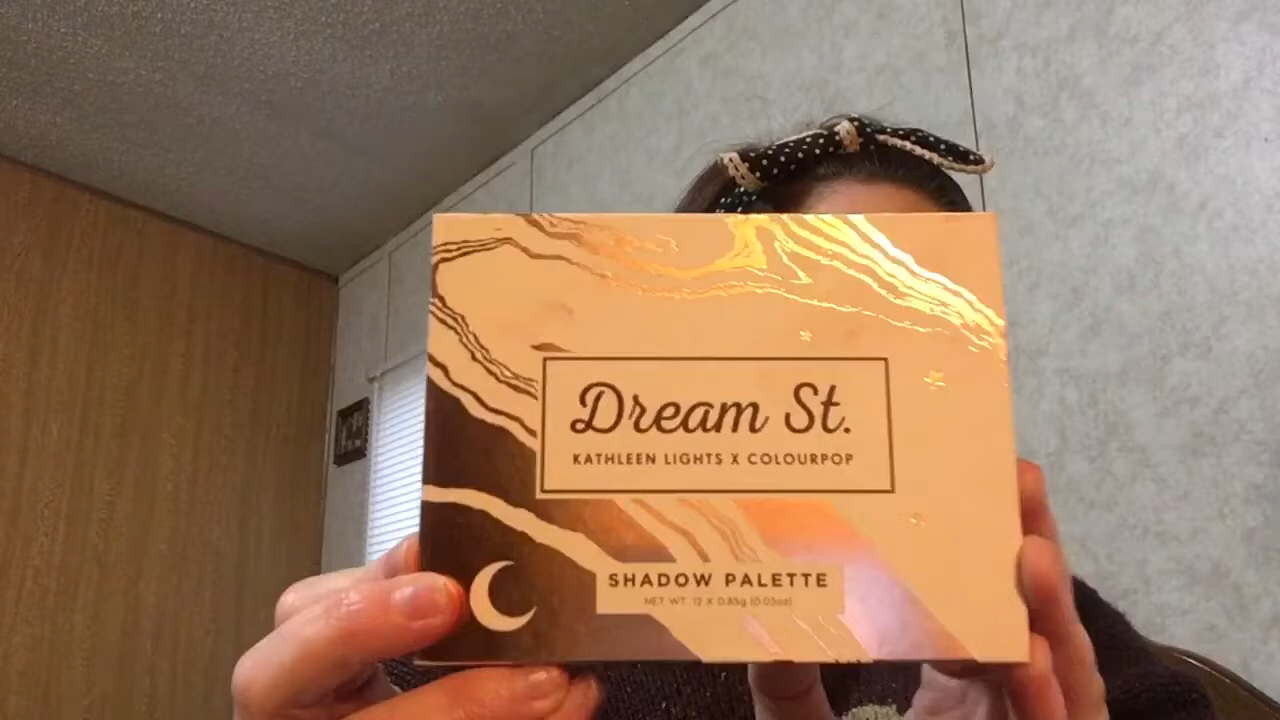 Dream St.
KATHLEEN LIGHTS X COLOURPOP
SHADOW PALETTE
NET WT. 12 X 0.85g (0.03oz)